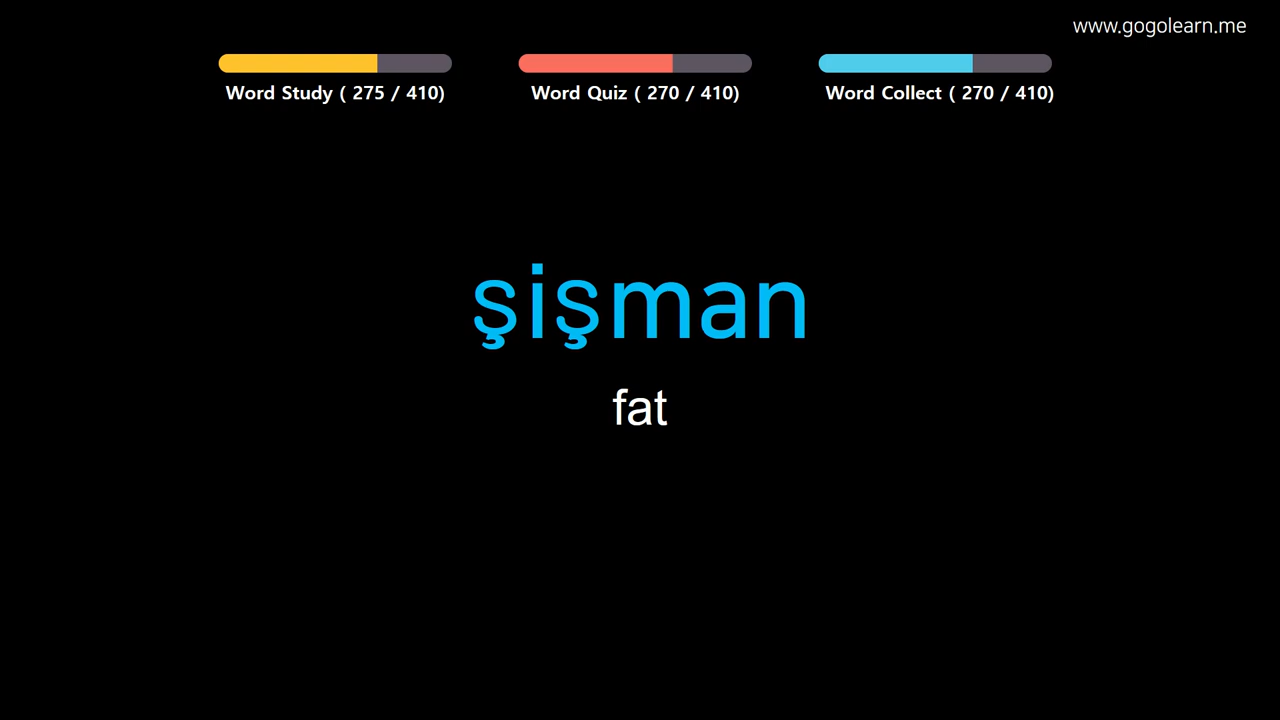 www.gogolearn.me
Word Study ( 275 / 410)
Word Quiz ( 270 / 410)
Word Collect ( 270 / 410)
şişman
fat